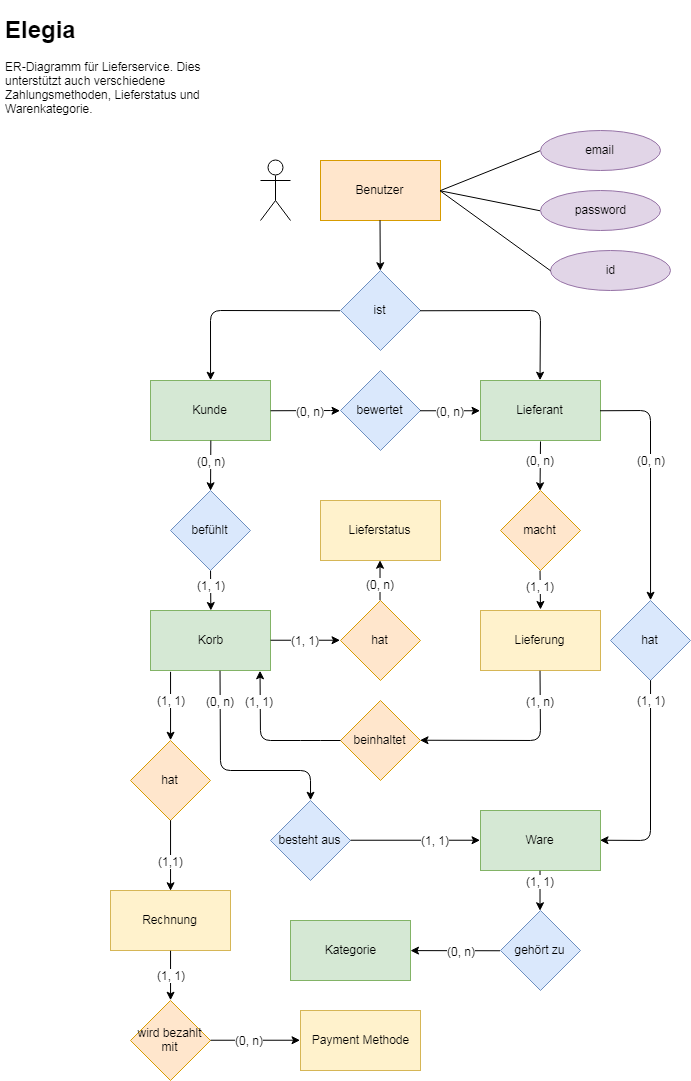 Elegia
ER-Diagramm für Lieferservice. Dies
unterstützt auch verschiedene
Zahlungsmethoden, Lieferstatus und
Warenkategorie.
email
Benutzer
password
id
ist
Kunde
(0, n)
bewertet
(0, n)
Lieferant
(0, n)
(0, n)
(0, n)
befühlt
Lieferstatus
macht
(1, 1)
(0, n)
(1, 1)
Korb
(1, 1)
hat
Lieferung
hat
(1, 1)
(0, n)
(1, 1)
(1, n)
(1, 1)
beinhaltet
hat
besteht aus
(1, 1)
Ware
(1,1)
(1, 1)
Rechnung
Kategorie
(0, n)
gehört zu
(1, 1)
wird bezahlt
mit
(0, n)
Payment Methode